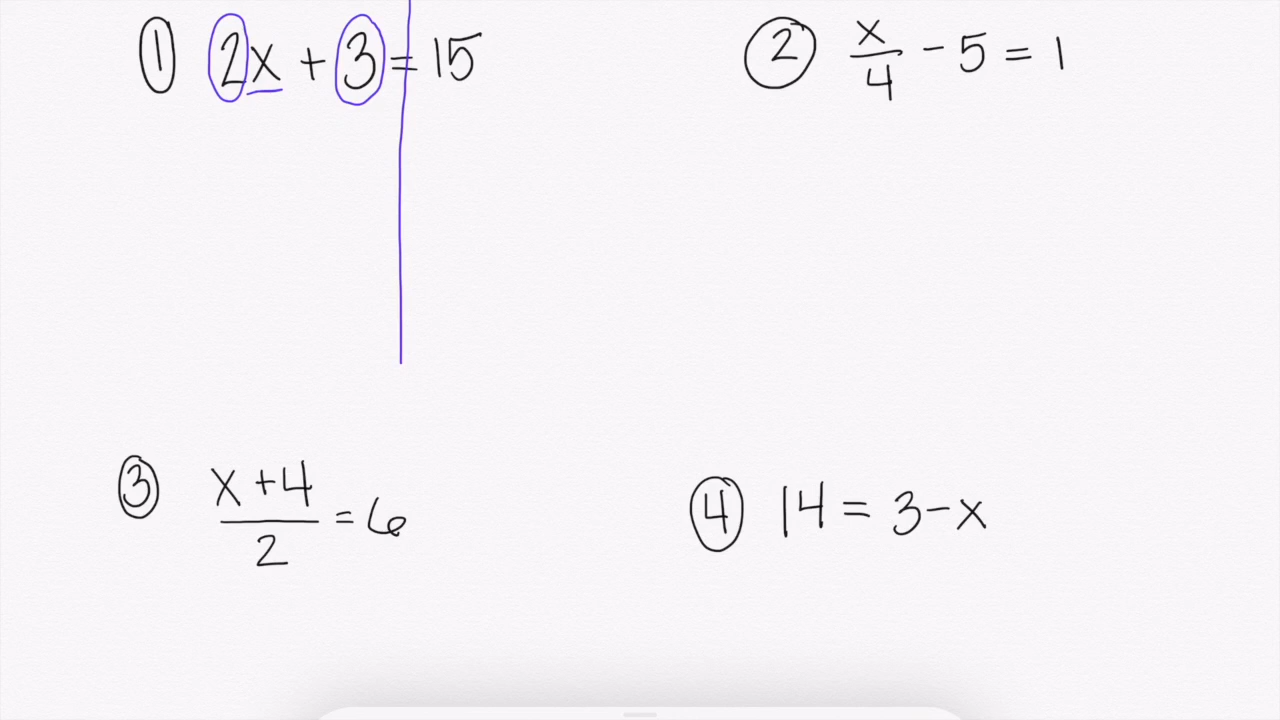 ① 2x + 3 = 15
② x/4 - 5 = 1
③ (x + 4)/2 = 6
④ 14 = 3 - x